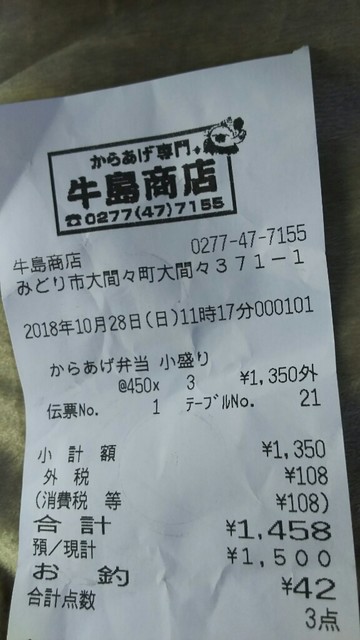 からあげ専門
牛島商店
☎0277(47)7155
0277-47-7155
牛島商店
みどり市大間々町大間々371-1
2018年10月28日(日)11時17分000101
からあげ弁当 小盛り
@450x 3 ¥1,350外
伝票No. 1 テーブルNo. 21
小計額 ¥1,350
外税 ¥108
(消費税 等 ¥108)
合計 ¥1,458
預/現計 ¥1,500
お釣 ¥42
合計点数 3点